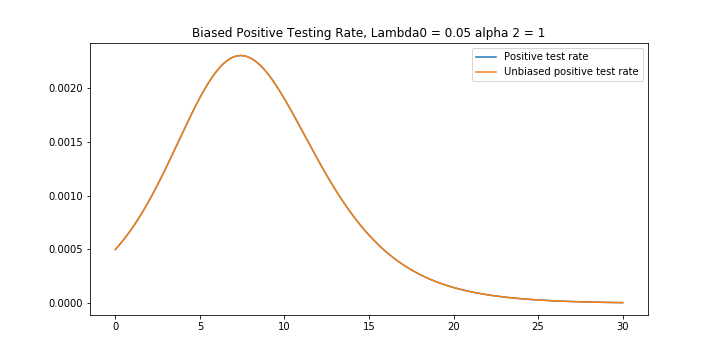 Biased Positive Testing Rate, Lambda0 = 0.05 alpha 2 = 1
Positive test rate
Unbiased positive test rate
0.0020
0.0015
0.0010
0.0005
0.0000
0 5 10 15 20 25 30